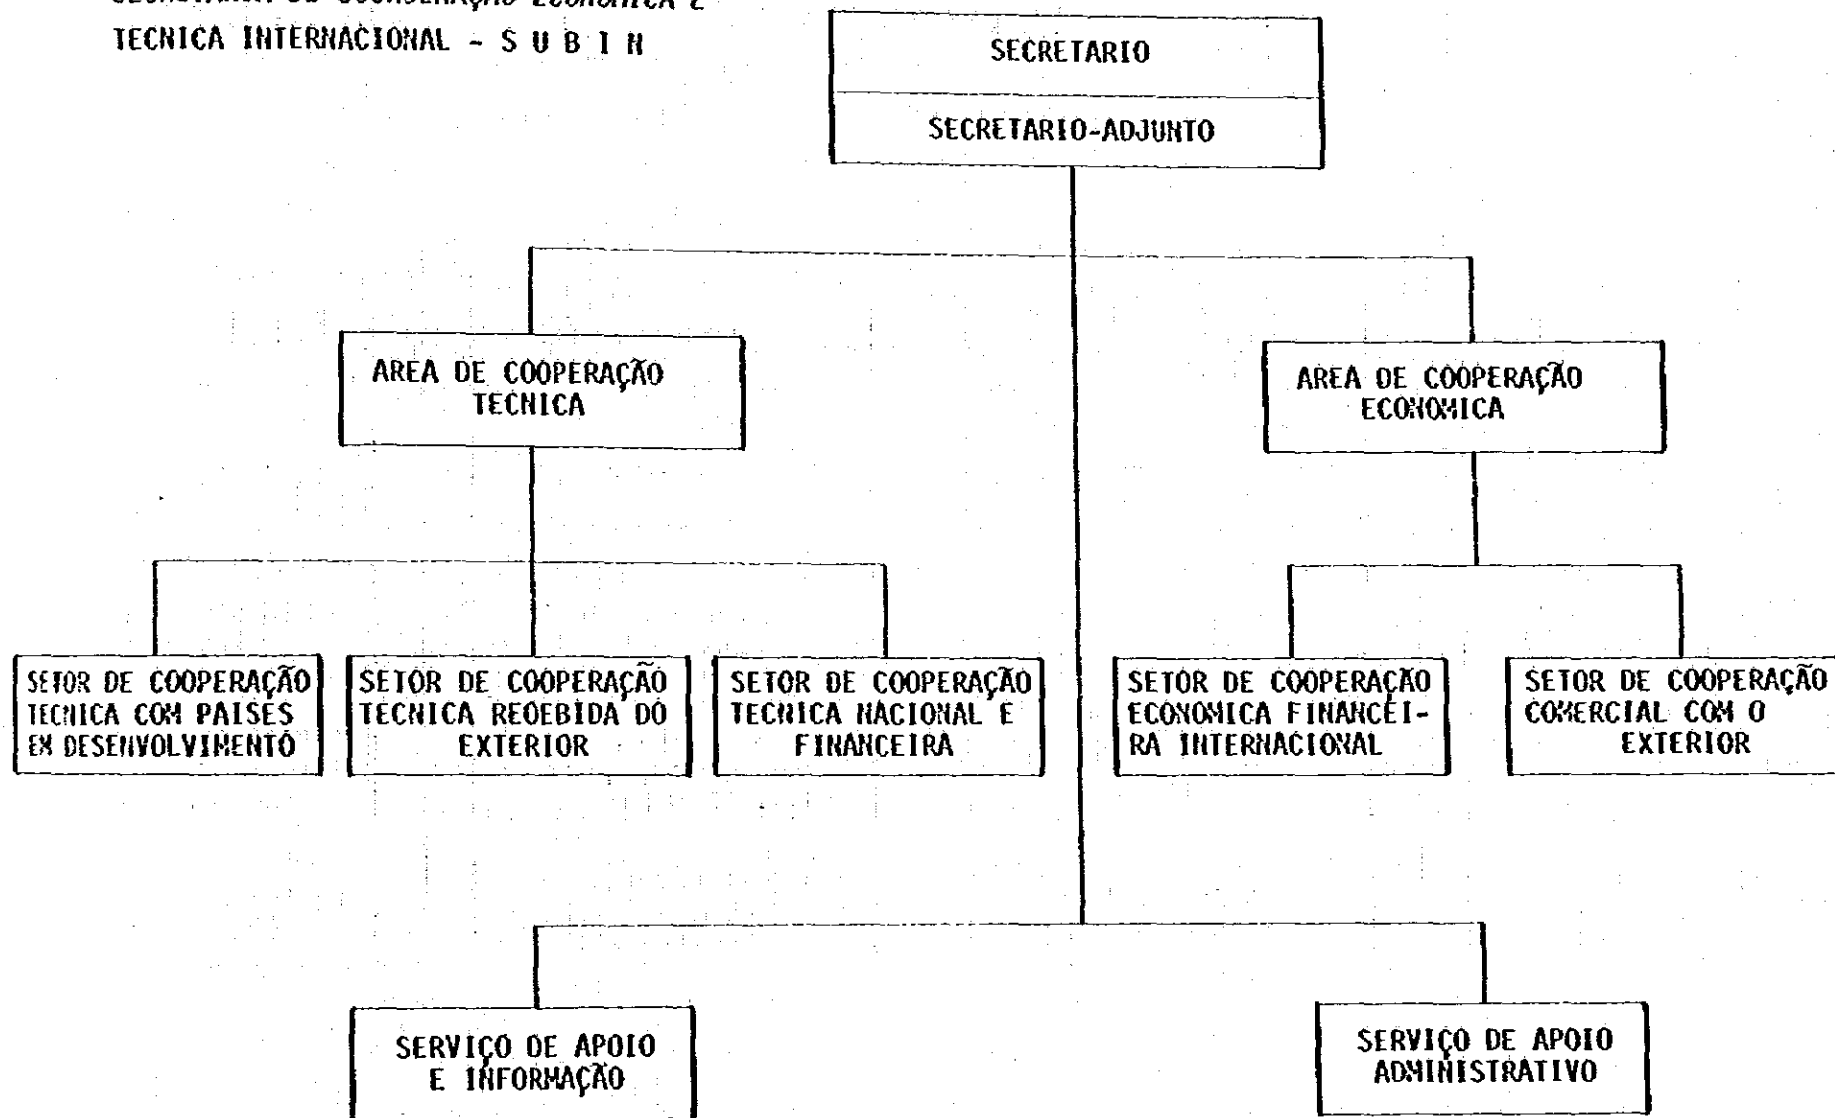 TECNICA INTERNACIONAL - S U B I N
SECRETARIO
SECRETARIO-ADJUNTO
AREA DE COOPERAÇÃO
TECNICA
AREA DE COOPERAÇÃO
ECONOMICA
SETOR DE COOPERAÇÃO
TECNICA COM PAISES
EM DESENVOLVIMENTO
SETOR DE COOPERAÇÃO
TECNICA REOEBIDA DO
EXTERIOR
SETOR DE COOPERAÇÃO
TECNICA NACIONAL E
FINANCEIRA
SETOR DE COOPERAÇÃO
ECONOMICA FINANCEI-
RA INTERNACIONAL
SETOR DE COOPERAÇÃO
COMERCIAL COM O
EXTERIOR
SERVIÇO DE APOIO
E INFORMAÇÃO
SERVIÇO DE APOIO
ADMINISTRATIVO